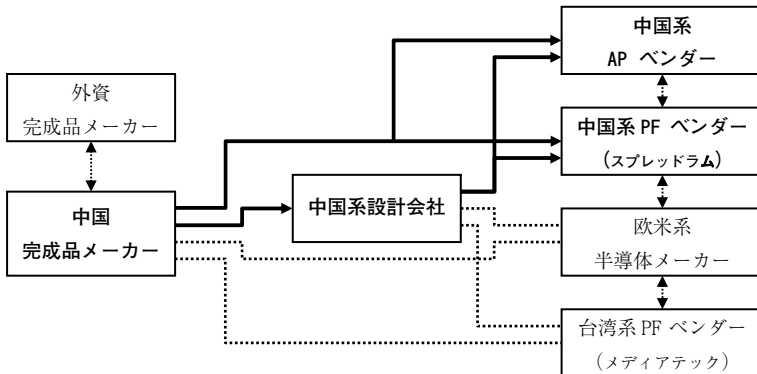 中国系
AP ベンダー
外資
完成品メーカー
中国系 PF ベンダー
(スプレッドラム)
中国
完成品メーカー
中国系設計会社
欧米系
半導体メーカー
台湾系 PF ベンダー
(メディアテック)